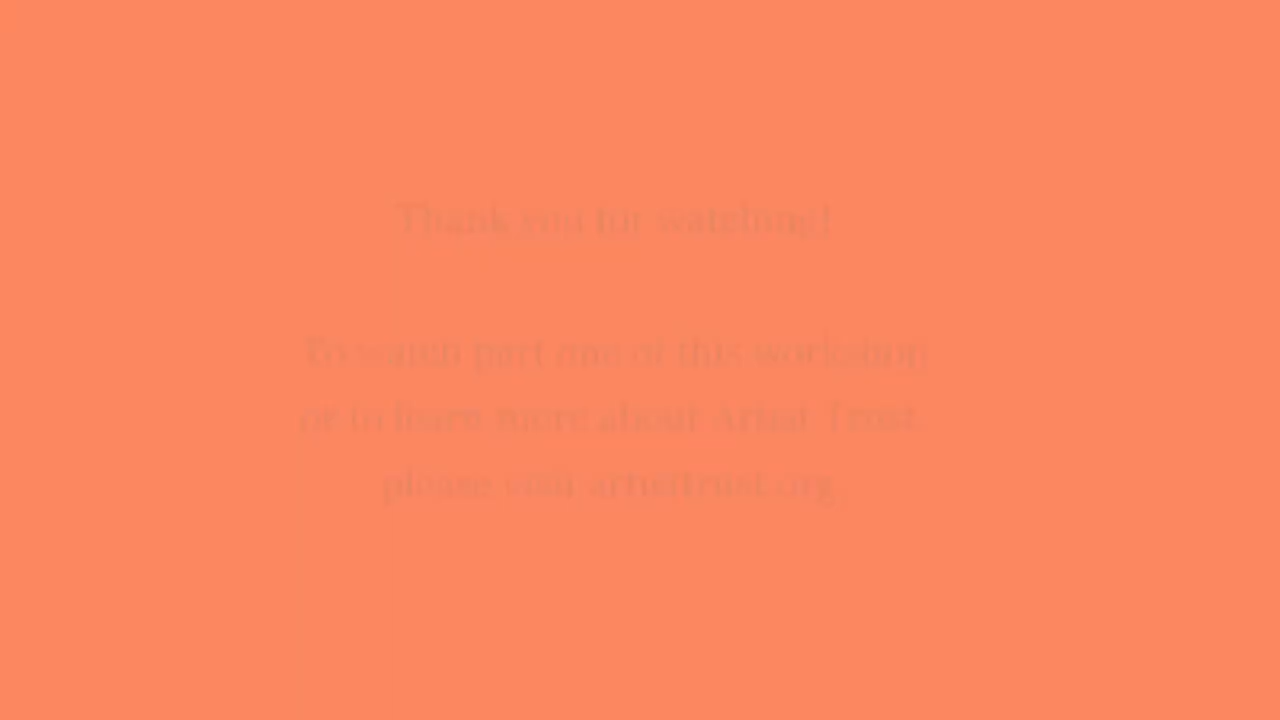 Thank you for watching!
To watch part one of this workshop
or to learn more about Artist Trust
please visit artisttrust.org